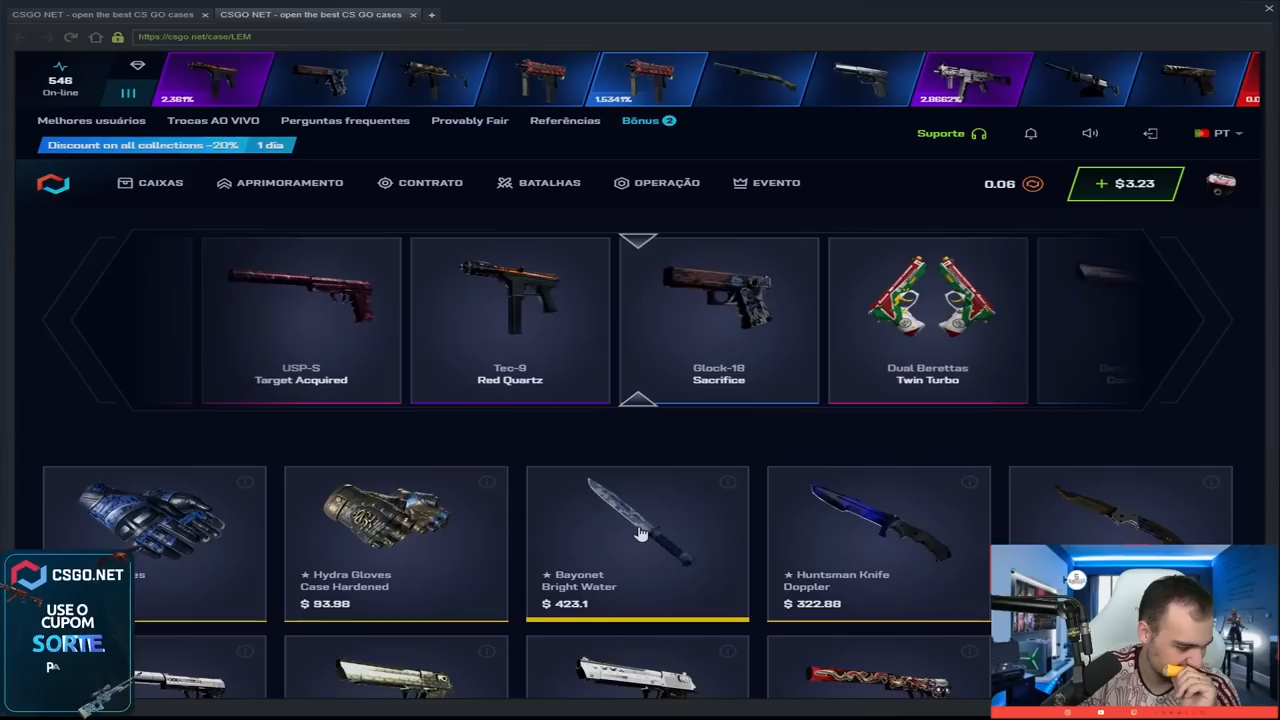 CSGO NET - open the best CS GO cases
CSGO NET - open the best CS GO cases
https://csgo.net/case/LEM
546
On-line
2.361%
1.5341%
2.8662%
0.0
Melhores usuários
Trocas AO VIVO
Perguntas frequentes
Provably Fair
Referências
Bônus 2
Suporte
PT
Discount on all collections –20%
1 dia
CAIXAS
APRIMORAMENTO
CONTRATO
BATALHAS
OPERAÇÃO
EVENTO
0.06
+ $3.23
USP-S
Target Acquired
Tec-9
Red Quartz
Glock-18
Sacrifice
Dual Berettas
Twin Turbo
es
★ Hydra Gloves
Case Hardened
$ 93.98
★ Bayonet
Bright Water
$ 423.1
★ Huntsman Knife
Doppler
$ 322.88
CSGO.NET
USE O
CUPOM
SORTE
PA